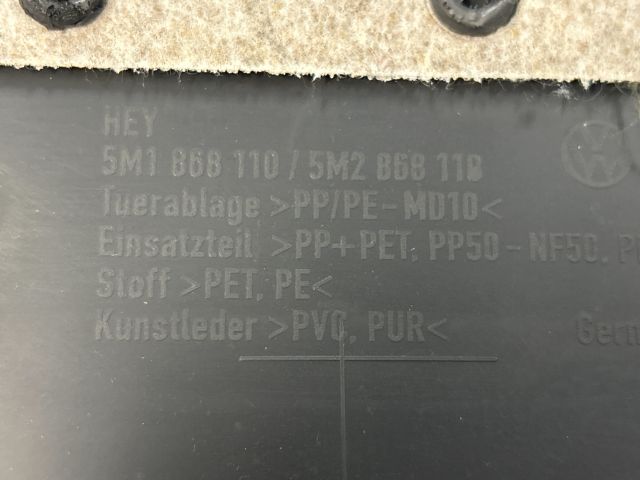 HEY
5M1 868 110 / 5M2 868 110
Tuerablage >PP/PE-MD10<
Einsatzteil >PP+PET, PP50-NF50,
Stoff >PET, PE<
Kunstleder >PVC, PUR<